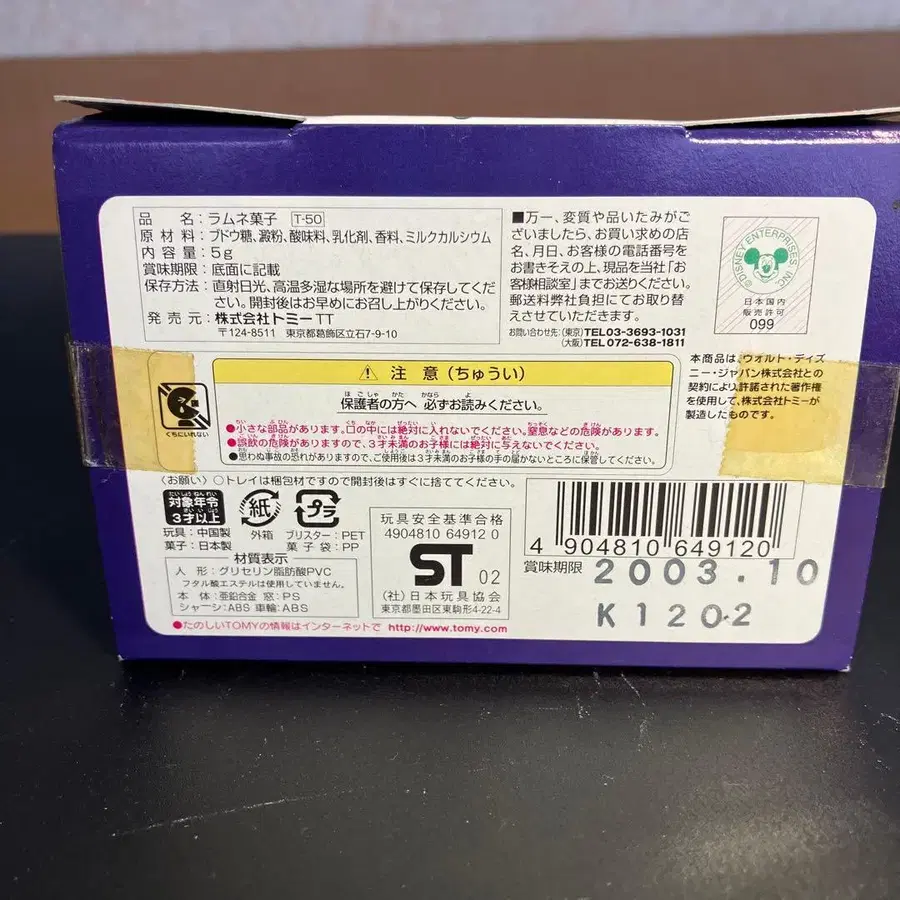 品　名：ラムネ菓子 T-50
原 材 料：ブドウ糖、澱粉、酸味料、乳化剤、香料、ミルクカルシウム
内 容 量：5g
賞味期限：底面に記載
保存方法：直射日光、高温多湿な場所を避けて保存してください。開封後はお早めにお召し上がりください。
発 売 元：株式会社トミーTT
〒124-8511　東京都葛飾区立石7-9-10
■万一、変質や品いたみがご
ざいましたら、お買い求めの店
名、月日、お客様の電話番号を
お書きそえの上、現品を当社「お
客様相談室」までお送りください。
郵送料弊社負担にてお取り替
えさせていただきます。
お問い合わせ先：(東京)TEL03-3693-1031
(大阪)TEL 072-638-1811
©DISNEY ENTERPRISES INC.
日本国内
販売許可
099
本商品は、ウォルト・ディズ
ニー・ジャパン株式会社との
契約により許諾された著作権
を使用して、株式会社トミーが
製造したものです。
くちにいれない
⚠ 注 意（ちゅうい）
保護者の方へ 必ずお読みください。
●小さな部品があります。口の中には絶対に入れないでください。窒息などの危険があります。
●誤飲の危険がありますので、3才未満のお子様には絶対に与えないでください。
●思わぬ事故の恐れがありますので、ご使用後は3才未満のお子様の手の届かないところに保管してください。
〈お願い〉○トレイは梱包材ですので開封後はすぐに捨ててください。
対象年令
3才以上
玩具：中国製
菓子：日本製
紙
外箱
プラ
ブリスター：PET
菓 子 袋：PP
材質表示
人　形：グリセリン脂肪酸PVC
フタル酸エステルは使用していません。
本　体：亜鉛合金 窓：PS
シャーシ：ABS 車輪：ABS
玩具安全基準合格
4904810 64912 0
ST 02
（社）日本玩具協会
東京都墨田区東駒形4-22-4
4 904810 649120
賞味期限 2003.10
K1202
●たのしいTOMYの情報はインターネットで http://www.tomy.com